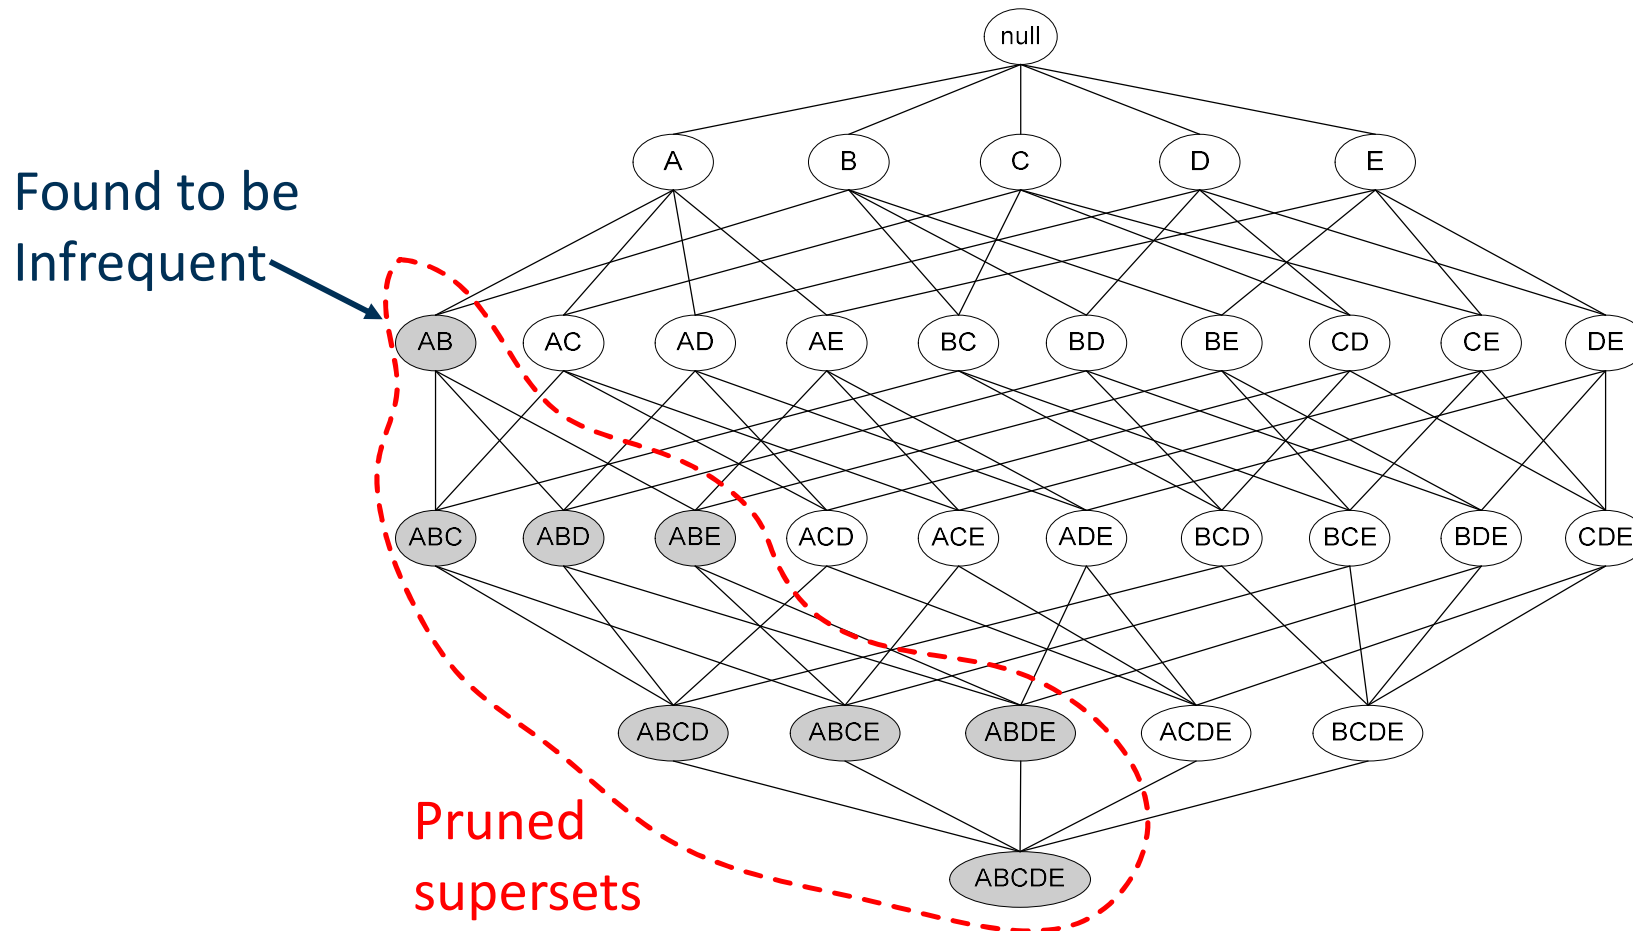 null
A B C D E
Found to be
Infrequent
AB AC AD AE BC BD BE CD CE DE
ABC ABD ABE ACD ACE ADE BCD BCE BDE CDE
ABCD ABCE ABDE ACDE BCDE
Pruned
supersets
ABCDE